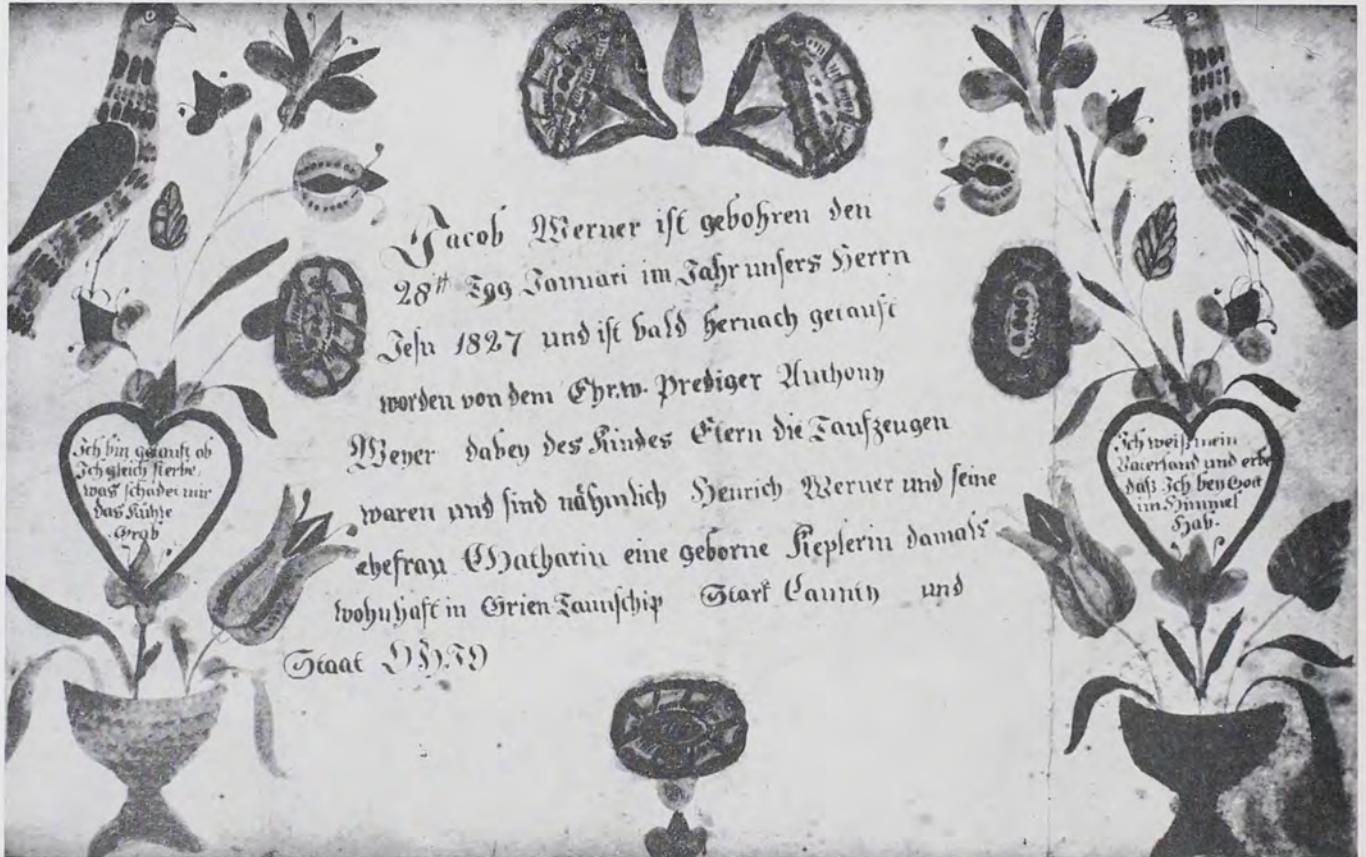 Jacob Werner ist gebohren den
28ᵗ Tag Januari im Jahr unsers Herrn
Jesu 1827 und ist bald hernach getauft
worden von dem Ehr.w. Prediger Anthony
Weyer dabey des Kindes Eltern die Taufzeugen
waren und sind nähmlich Henrich Werner und seine
ehefrau Catharin eine geborne Keplerin damals
wohnhaft in Grien Taunschip Stark Caunty und
Staat OHIO
Ich bin getauft ob
Ich gleich sterbe,
was schadet mir
das Kühle
Grab
Ich weiß mein
Vaterland und erbe
daß Ich bey Gott
im Himmel
Hab.